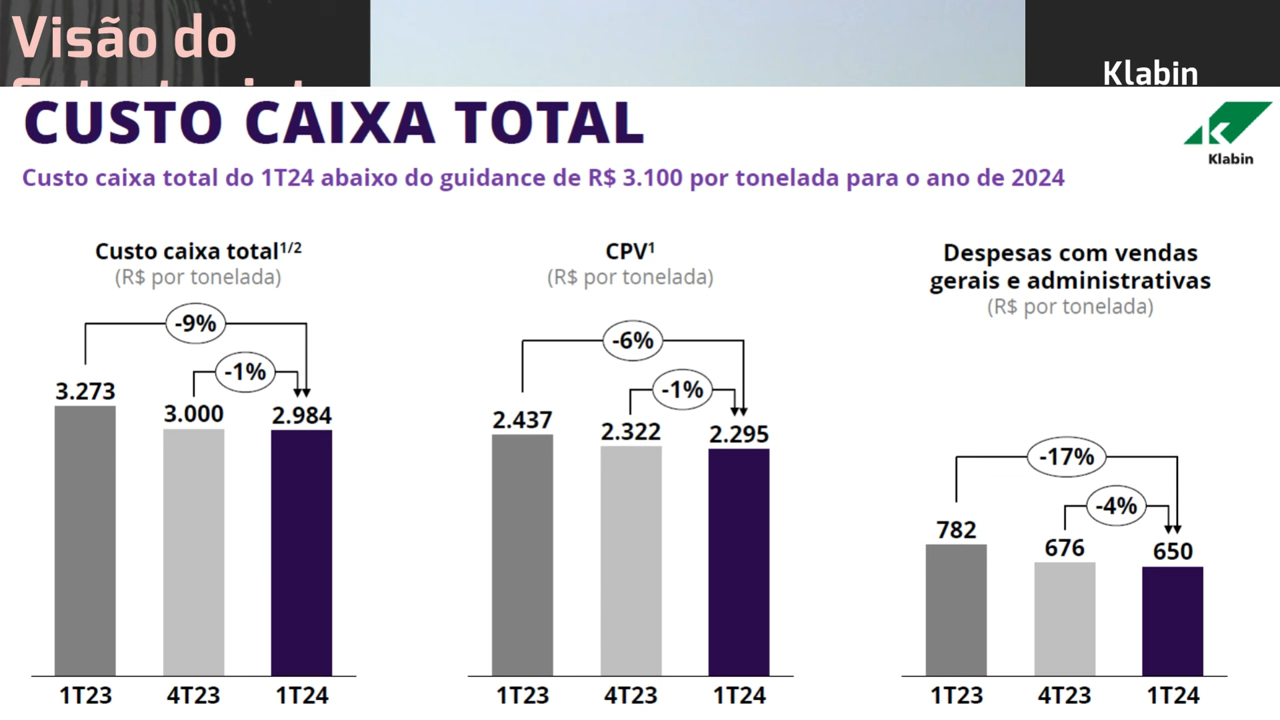 Visão do
Klabin
CUSTO CAIXA TOTAL
Klabin
Custo caixa total do 1T24 abaixo do guidance de R$ 3.100 por tonelada para o ano de 2024
Custo caixa total1/2
(R$ por tonelada)
-9%
-1%
3.273
3.000
2.984
1T23
4T23
1T24
CPV1
(R$ por tonelada)
-6%
-1%
2.437
2.322
2.295
1T23
4T23
1T24
Despesas com vendas
gerais e administrativas
(R$ por tonelada)
-17%
-4%
782
676
650
1T23
4T23
1T24